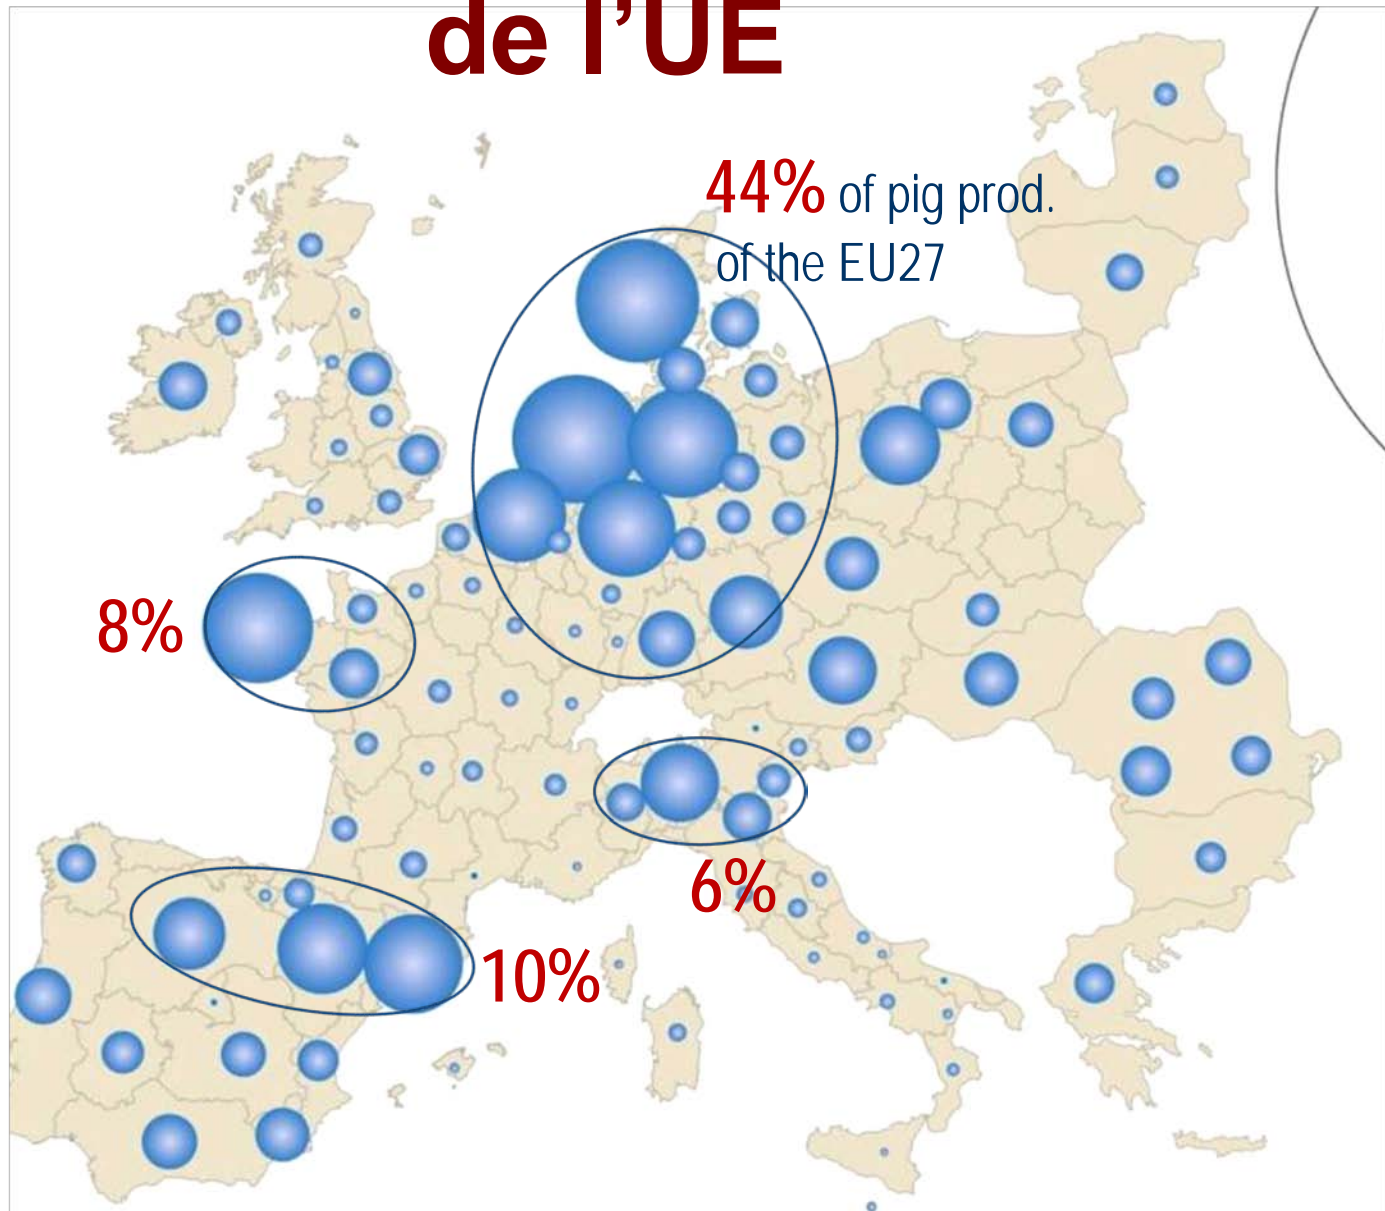 de l’UE
44% of pig prod.
of the EU27
8%
6%
10%